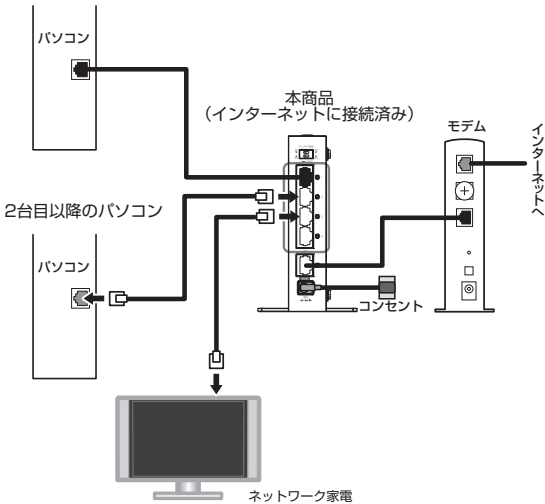 パソコン
本商品
（インターネットに接続済み）
モデム
インターネットへ
2台目以降のパソコン
パソコン
コンセント
ネットワーク家電